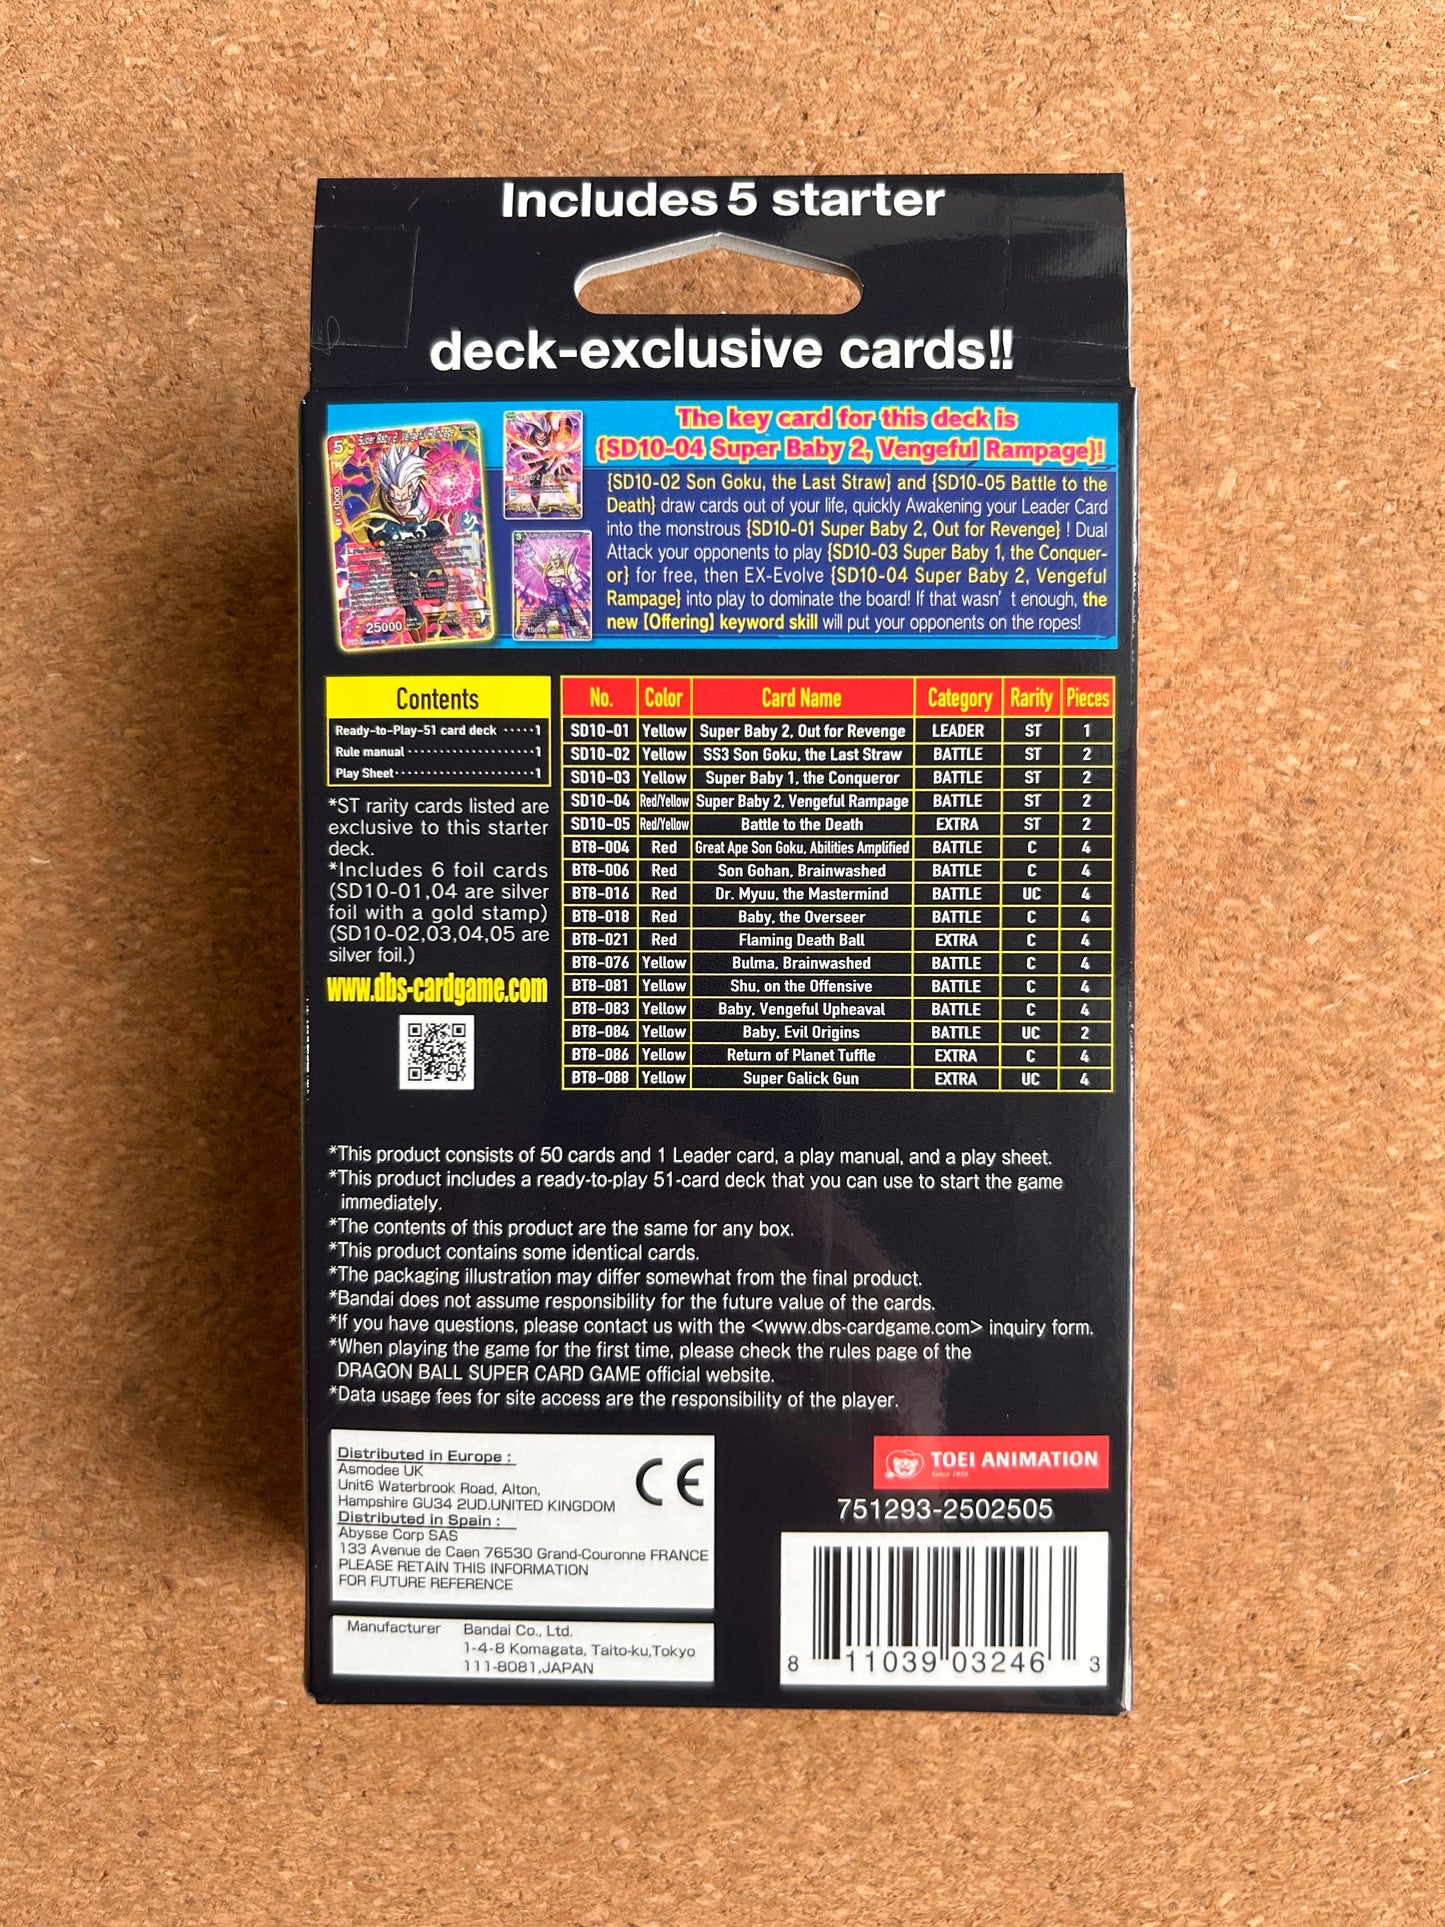 Includes 5 starter
deck-exclusive cards!!
The key card for this deck is
{SD10-04 Super Baby 2, Vengeful Rampage}!
{SD10-02 Son Goku, the Last Straw} and {SD10-05 Battle to the
Death} draw cards out of your life, quickly Awakening your Leader Card
into the monstrous {SD10-01 Super Baby 2, Out for Revenge} ! Dual
Attack your opponents to play {SD10-03 Super Baby 1, the Conquer-
or} for free, then EX-Evolve {SD10-04 Super Baby 2, Vengeful
Rampage} into play to dominate the board! If that wasn' t enough, the
new [Offering] keyword skill will put your opponents on the ropes!
5 Super Baby 2, Vengeful Rampage
10000
25000
3
15000
15000
Contents
Ready-to-Play-51 card deck ·····1
Rule manual ·····················1
Play Sheet······················1
*ST rarity cards listed are
exclusive to this starter
deck.
*Includes 6 foil cards
(SD10-01,04 are silver
foil with a gold stamp)
(SD10-02,03,04,05 are
silver foil.)
www.dbs-cardgame.com
No. Color Card Name Category Rarity Pieces
SD10-01 Yellow Super Baby 2, Out for Revenge LEADER ST 1
SD10-02 Yellow SS3 Son Goku, the Last Straw BATTLE ST 2
SD10-03 Yellow Super Baby 1, the Conqueror BATTLE ST 2
SD10-04 Red/Yellow Super Baby 2, Vengeful Rampage BATTLE ST 2
SD10-05 Red/Yellow Battle to the Death EXTRA ST 2
BT8-004 Red Great Ape Son Goku, Abilities Amplified BATTLE C 4
BT8-006 Red Son Gohan, Brainwashed BATTLE C 4
BT8-016 Red Dr. Myuu, the Mastermind BATTLE UC 4
BT8-018 Red Baby, the Overseer BATTLE C 4
BT8-021 Red Flaming Death Ball EXTRA C 4
BT8-076 Yellow Bulma, Brainwashed BATTLE C 4
BT8-081 Yellow Shu, on the Offensive BATTLE C 4
BT8-083 Yellow Baby, Vengeful Upheaval BATTLE C 4
BT8-084 Yellow Baby, Evil Origins BATTLE UC 2
BT8-086 Yellow Return of Planet Tuffle EXTRA C 4
BT8-088 Yellow Super Galick Gun EXTRA UC 4
*This product consists of 50 cards and 1 Leader card, a play manual, and a play sheet.
*This product includes a ready-to-play 51-card deck that you can use to start the game
immediately.
*The contents of this product are the same for any box.
*This product contains some identical cards.
*The packaging illustration may differ somewhat from the final product.
*Bandai does not assume responsibility for the future value of the cards.
*If you have questions, please contact us with the <www.dbs-cardgame.com> inquiry form.
*When playing the game for the first time, please check the rules page of the
DRAGON BALL SUPER CARD GAME official website.
*Data usage fees for site access are the responsibility of the player.
Distributed in Europe :
Asmodee UK
Unit6 Waterbrook Road, Alton,
Hampshire GU34 2UD.UNITED KINGDOM
Distributed in Spain :
Abysse Corp SAS
133 Avenue de Caen 76530 Grand-Couronne FRANCE
PLEASE RETAIN THIS INFORMATION
FOR FUTURE REFERENCE
CE
Manufacturer Bandai Co., Ltd.
1-4-8 Komagata, Taito-ku,Tokyo
111-8081,JAPAN
TOEI ANIMATION
Since 1956
751293-2502505
8 11039 03246 3